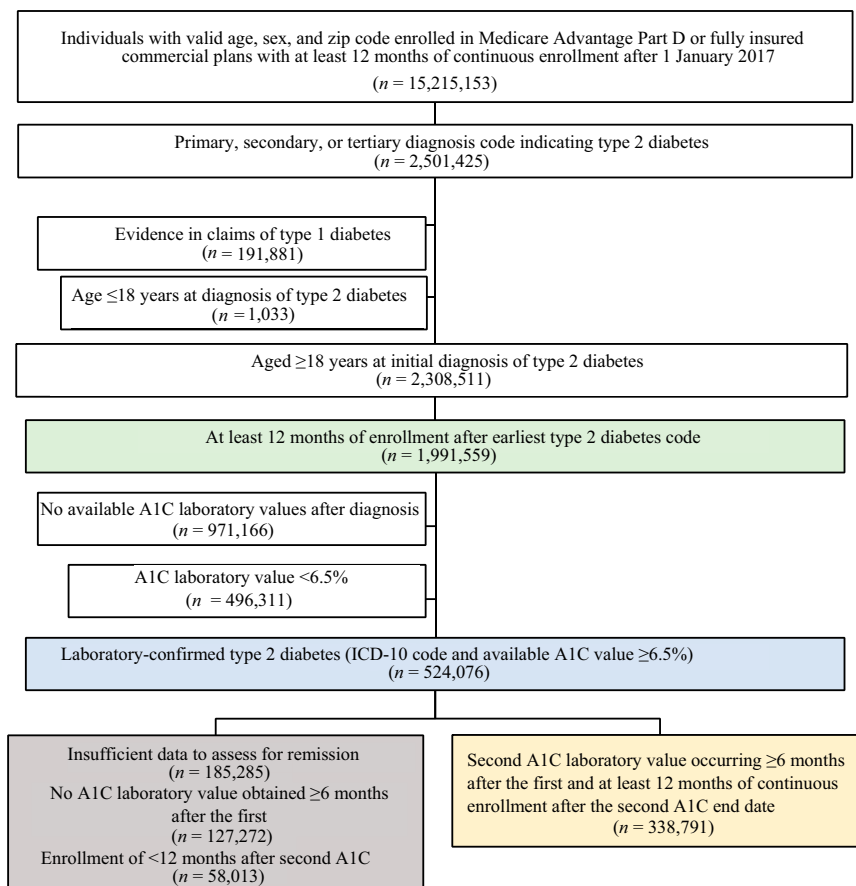 Individuals with valid age, sex, and zip code enrolled in Medicare Advantage Part D or fully insured
commercial plans with at least 12 months of continuous enrollment after 1 January 2017
(n = 15,215,153)
Primary, secondary, or tertiary diagnosis code indicating type 2 diabetes
(n = 2,501,425)
Evidence in claims of type 1 diabetes
(n = 191,881)
Age ≤18 years at diagnosis of type 2 diabetes
(n = 1,033)
Aged ≥18 years at initial diagnosis of type 2 diabetes
(n = 2,308,511)
At least 12 months of enrollment after earliest type 2 diabetes code
(n = 1,991,559)
No available A1C laboratory values after diagnosis
(n = 971,166)
A1C laboratory value <6.5%
(n = 496,311)
Laboratory-confirmed type 2 diabetes (ICD-10 code and available A1C value ≥6.5%)
(n = 524,076)
Insufficient data to assess for remission
(n = 185,285)
No A1C laboratory value obtained ≥6 months
after the first
(n = 127,272)
Enrollment of <12 months after second A1C
(n = 58,013)
Second A1C laboratory value occurring ≥6 months
after the first and at least 12 months of continuous
enrollment after the second A1C end date
(n = 338,791)